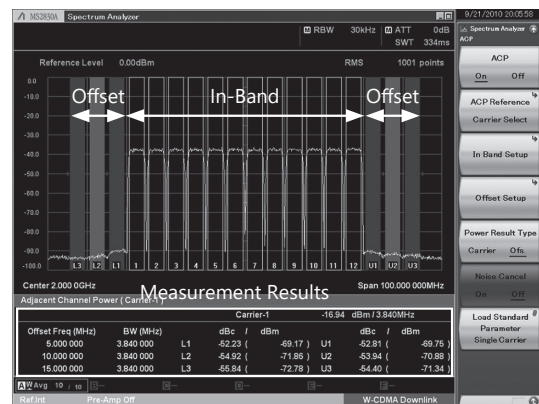 MS2830A Spectrum Analyzer
9/21/2010 20:05:58
M RBW 30kHz M ATT 0dB
SWT 334ms
Spectrum Analyzer
ACP
Reference Level 0.00dBm RMS 1001 points
ACP
On Off
0.0
-10.0
-20.0
-30.0
-40.0
-50.0
-60.0
-70.0
-80.0
-90.0
-100.0
Offset In-Band Offset
L3 L2 L1 1 2 3 4 5 6 7 8 9 10 11 12 U1 U2 U3
ACP Reference
Carrier Select
In Band Setup
Offset Setup
Power Result Type
Carrier Ofs.
Noise Cancel
On Off
Load Standard
Parameter
Single Carrier
Center 2.000 0GHz Span 100.000 000MHz
Measurement Results
Adjacent Channel Power ( Carrier-1 )
Carrier-1 -16.94 dBm / 3.840MHz
Offset Freq (MHz) BW (MHz) dBc / dBm dBc / dBm
5.000 000 3.840 000 L1 -52.23 ( -69.17 ) U1 -52.81 ( -69.75 )
10.000 000 3.840 000 L2 -54.92 ( -71.86 ) U2 -53.94 ( -70.88 )
15.000 000 3.840 000 L3 -55.84 ( -72.78 ) U3 -54.40 ( -71.34 )
A W Avg 10 / 10
Ref.Int Pre-Amp Off W-CDMA Downlink